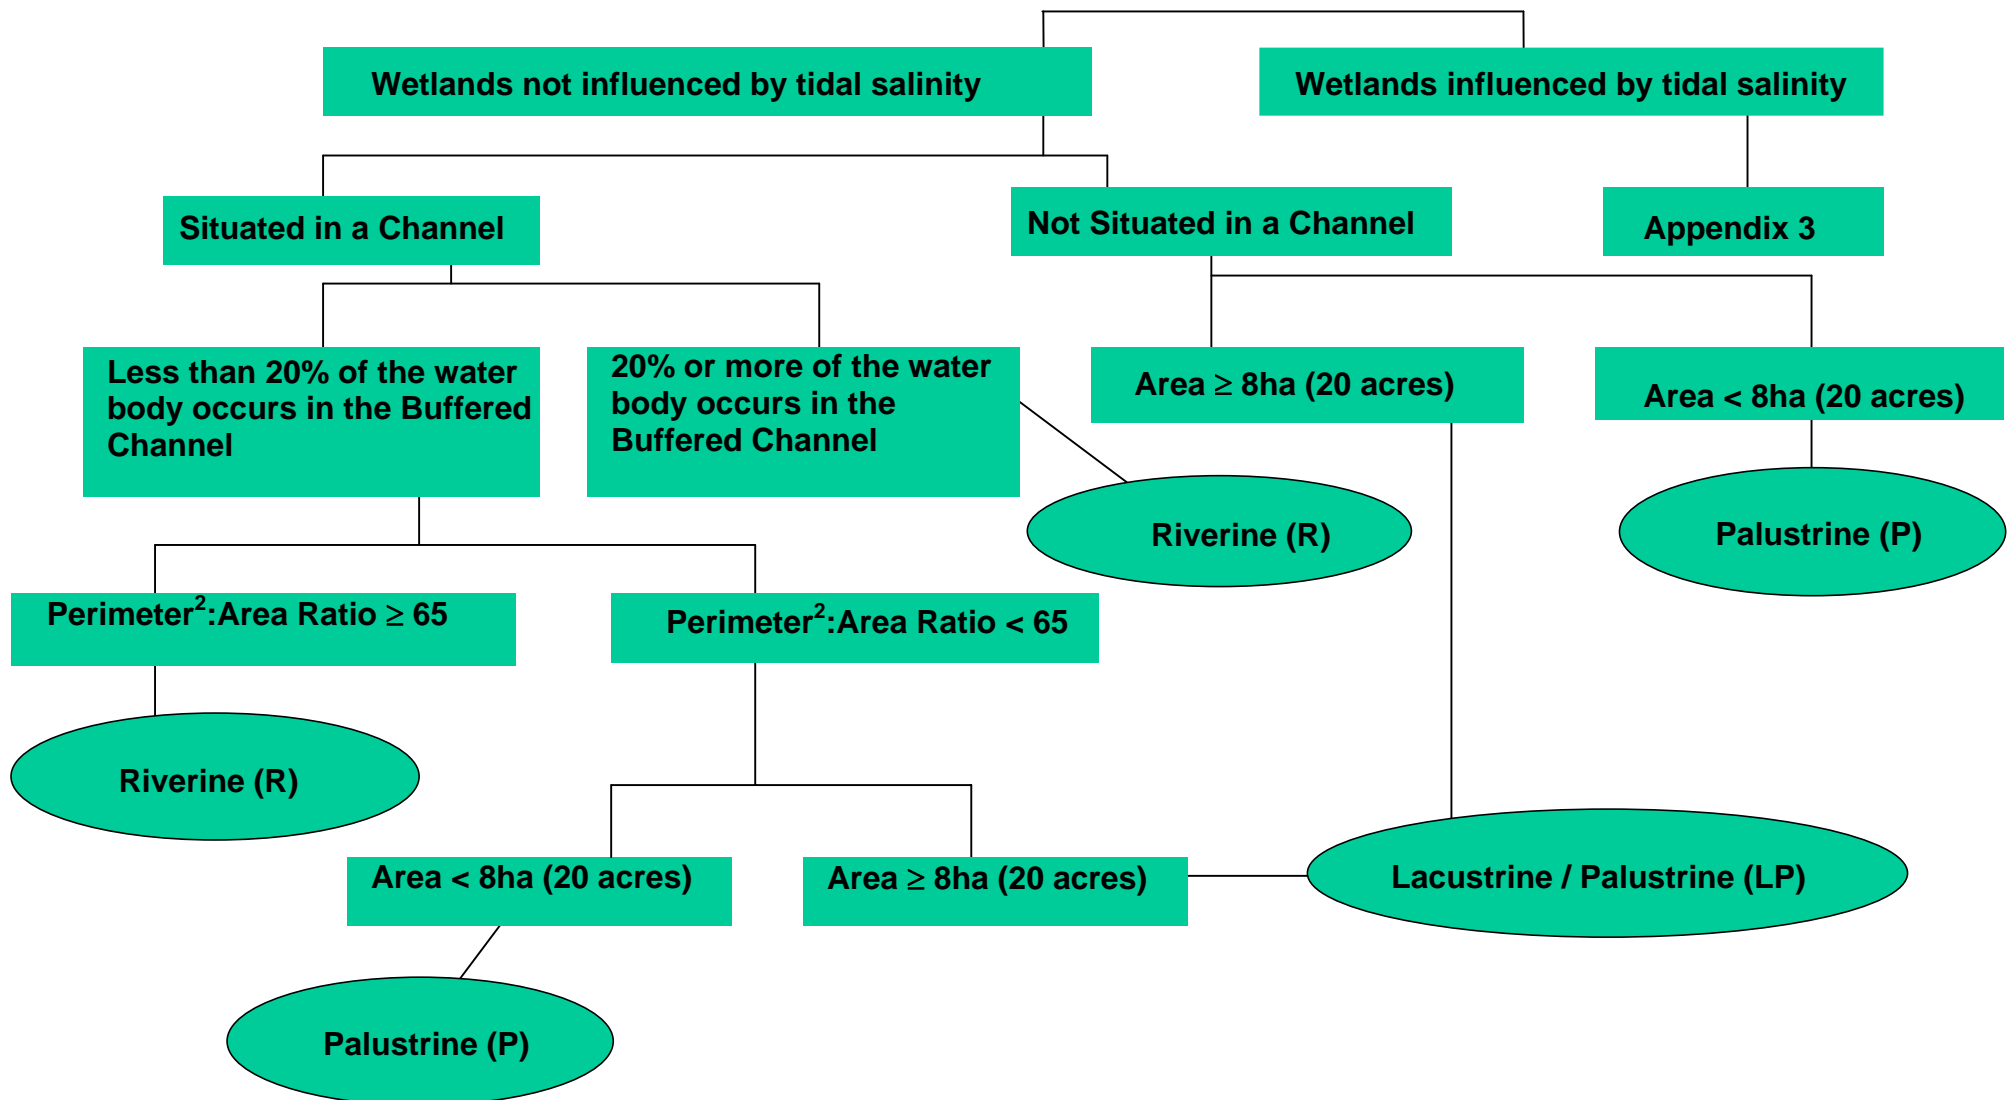 Wetlands not influenced by tidal salinity
Wetlands influenced by tidal salinity
Situated in a Channel
Not Situated in a Channel
Appendix 3
Less than 20% of the water
body occurs in the Buffered
Channel
20% or more of the water
body occurs in the
Buffered Channel
Area ≥ 8ha (20 acres)
Area < 8ha (20 acres)
Riverine (R)
Palustrine (P)
Perimeter²:Area Ratio ≥ 65
Perimeter²:Area Ratio < 65
Riverine (R)
Area < 8ha (20 acres)
Area ≥ 8ha (20 acres)
Lacustrine / Palustrine (LP)
Palustrine (P)